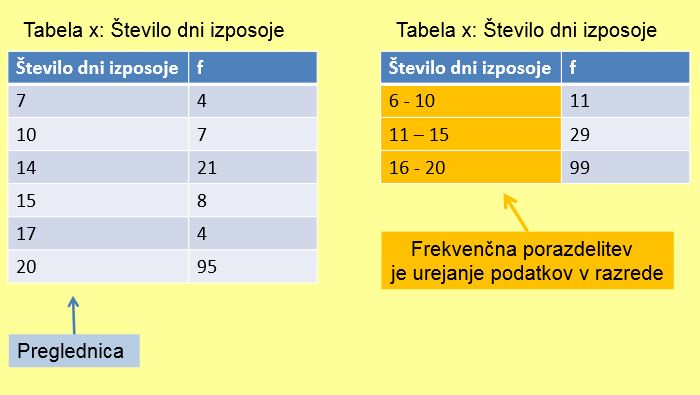 Tabela x: Število dni izposoje
Število dni izposoje f
7 4
10 7
14 21
15 8
17 4
20 95
Preglednica
Tabela x: Število dni izposoje
Število dni izposoje f
6 - 10 11
11 – 15 29
16 - 20 99
Frekvenčna porazdelitev
je urejanje podatkov v razrede